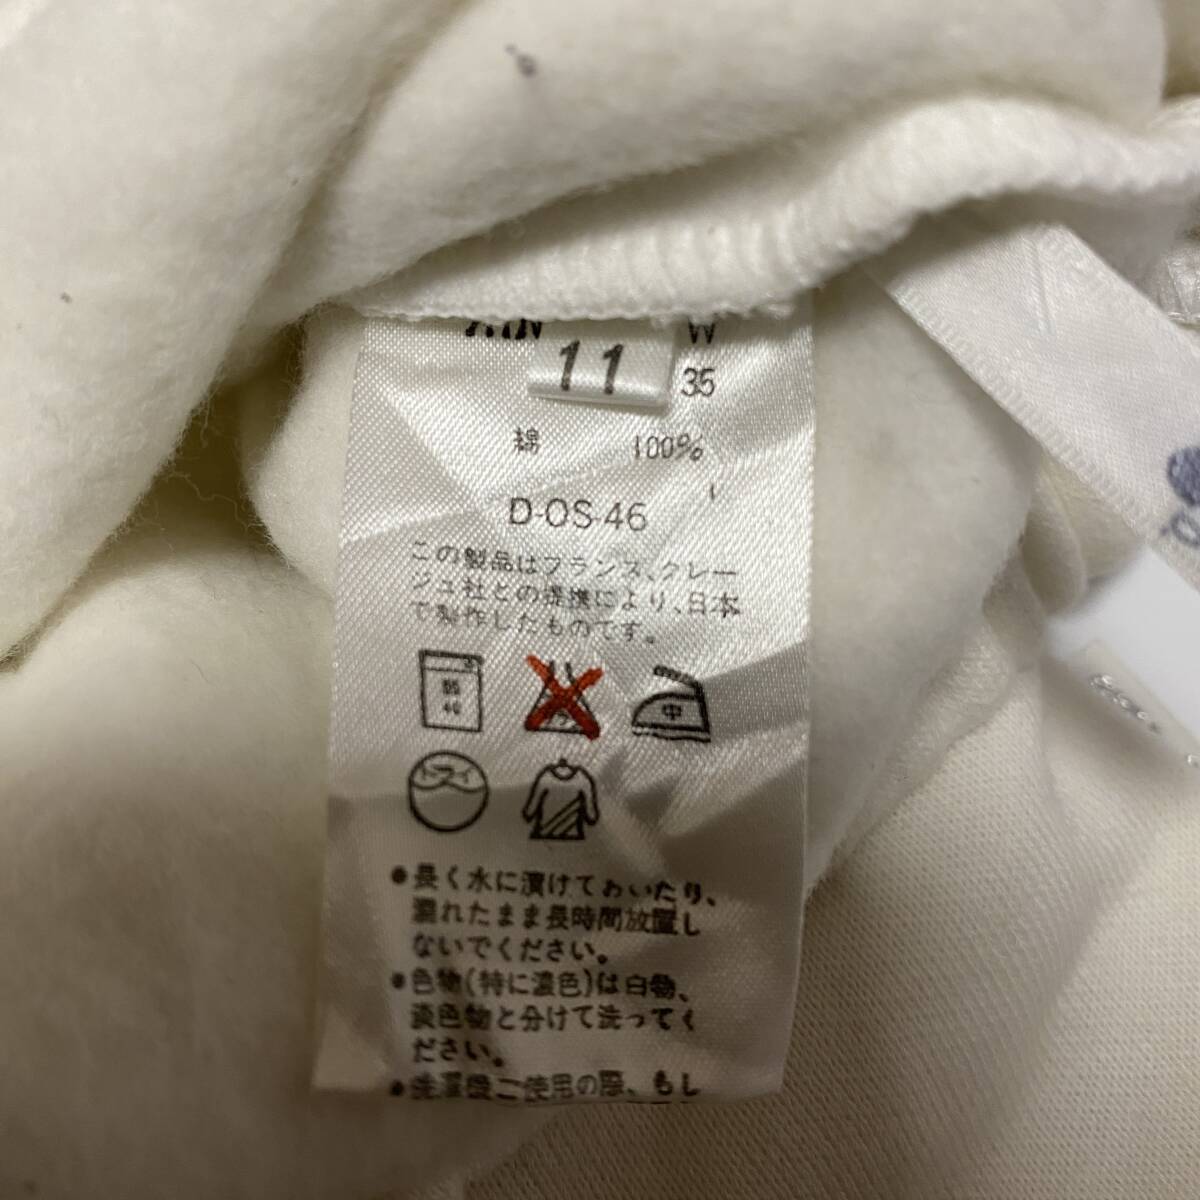 W
11
35
綿 100%
D-OS-46
この製品はフランス、クレー
ジュ社との提携により、日本
で製作したものです。
40
中
ドライ
●長く水に漬けておいたり、
濡れたまま長時間放置し
ないでください。
●色物(特に濃色)は白物、
淡色物と分けて洗ってく
ださい。
●洗濯後ご使用の際、もし